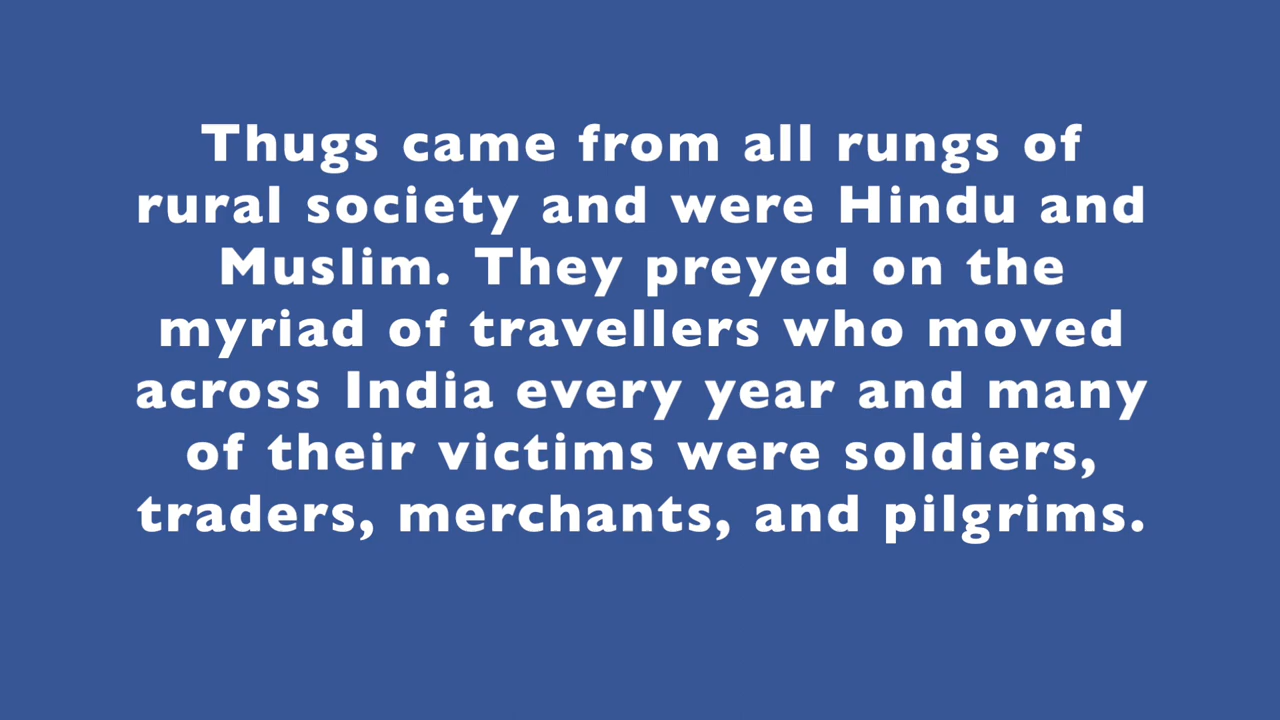 Thugs came from all rungs of
rural society and were Hindu and
Muslim. They preyed on the
myriad of travellers who moved
across India every year and many
of their victims were soldiers,
traders, merchants, and pilgrims.